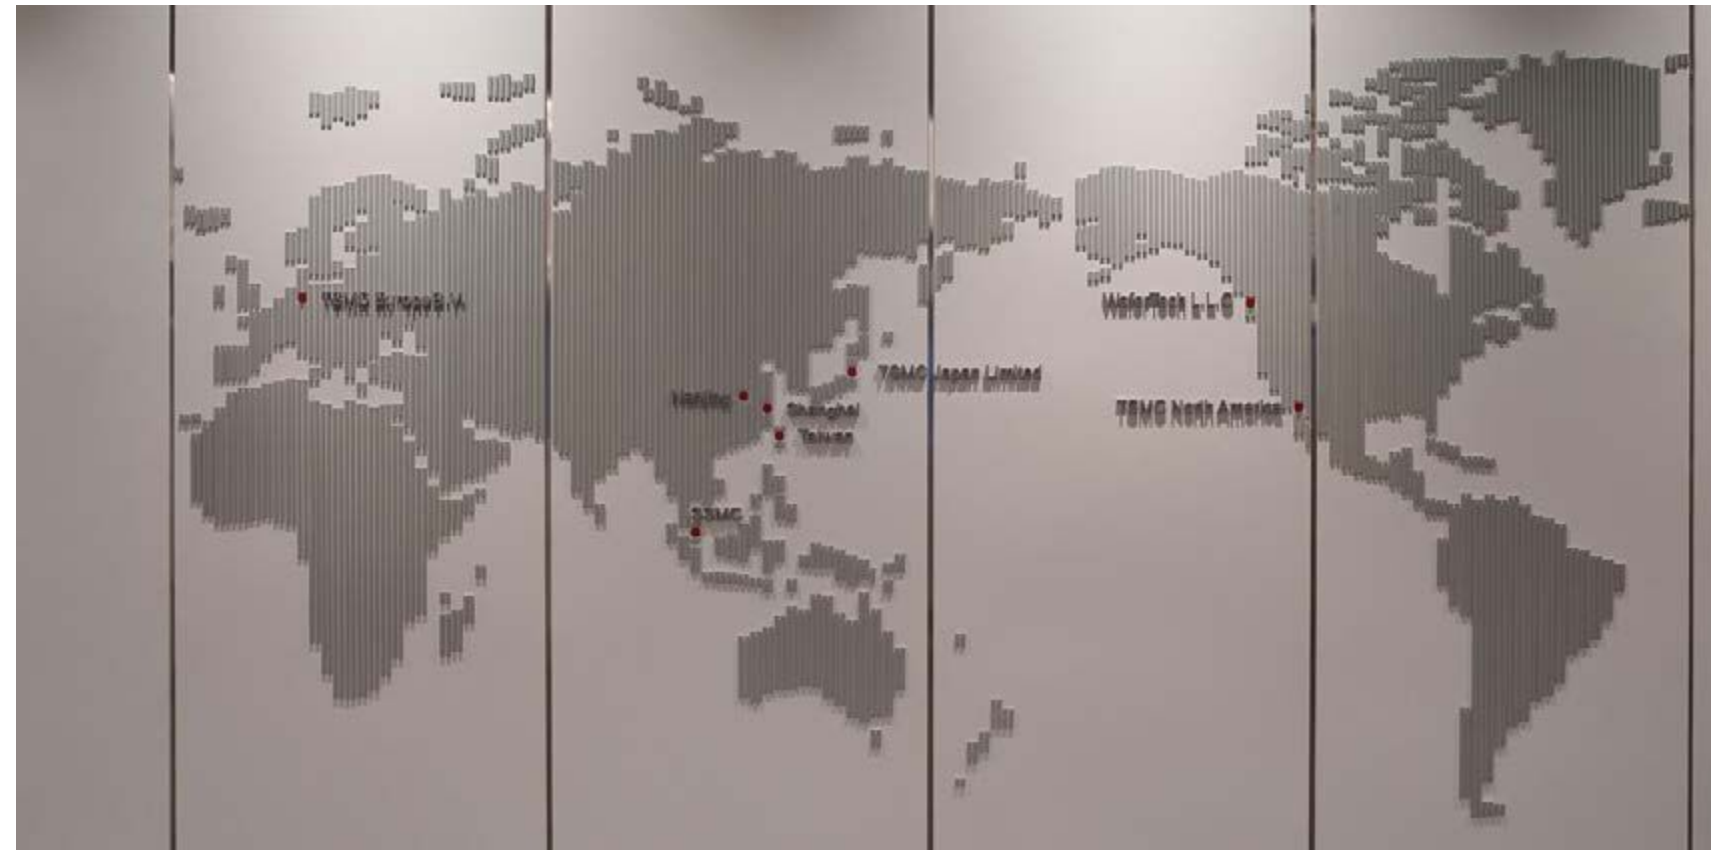 TSMC Europe B.V.
WaferTech L.L.C
TSMC Japan Limited
Nanjing
Shanghai
TSMC North America
Taiwan
SSMC